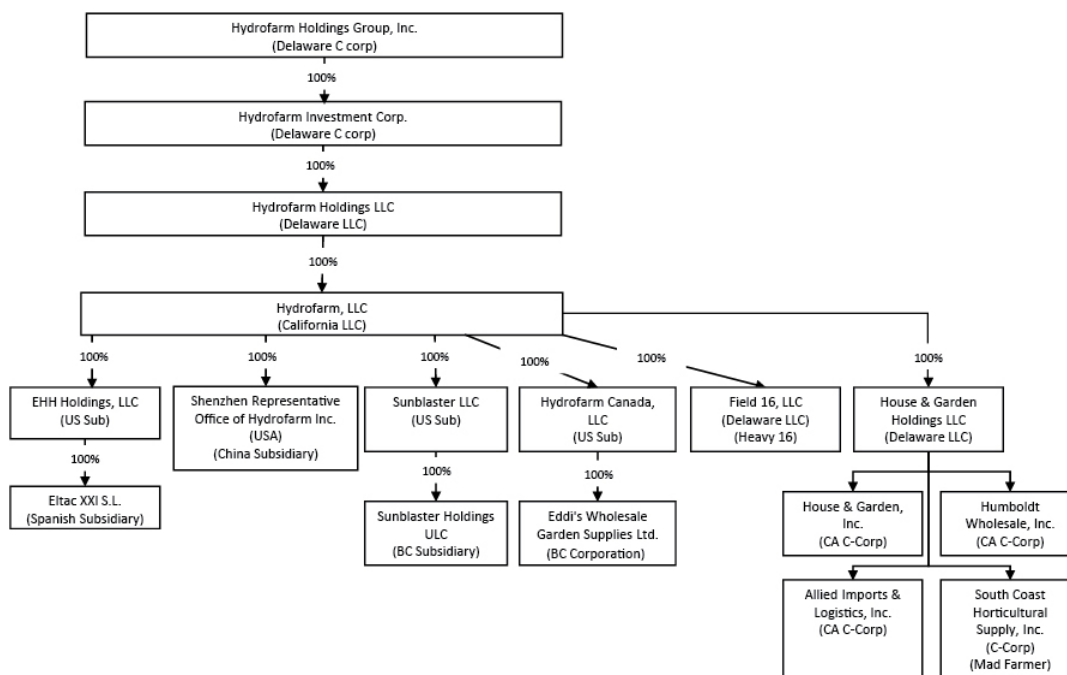 Hydrofarm Holdings Group, Inc.
(Delaware C corp)
100%
Hydrofarm Investment Corp.
(Delaware C corp)
100%
Hydrofarm Holdings LLC
(Delaware LLC)
100%
Hydrofarm, LLC
(California LLC)
100%
100%
100%
100%
100%
100%
EHH Holdings, LLC
(US Sub)
Shenzhen Representative
Office of Hydrofarm Inc.
(USA)
(China Subsidiary)
Sunblaster LLC
(US Sub)
Hydrofarm Canada,
LLC
(US Sub)
Field 16, LLC
(Delaware LLC)
(Heavy 16)
House & Garden
Holdings LLC
(Delaware LLC)
100%
100%
100%
Eltac XXI S.L.
(Spanish Subsidiary)
Sunblaster Holdings
ULC
(BC Subsidiary)
Eddi's Wholesale
Garden Supplies Ltd.
(BC Corporation)
House & Garden,
Inc.
(CA C-Corp)
Humboldt
Wholesale, Inc.
(CA C-Corp)
Allied Imports &
Logistics, Inc.
(CA C-Corp)
South Coast
Horticultural
Supply, Inc.
(C-Corp)
(Mad Farmer)